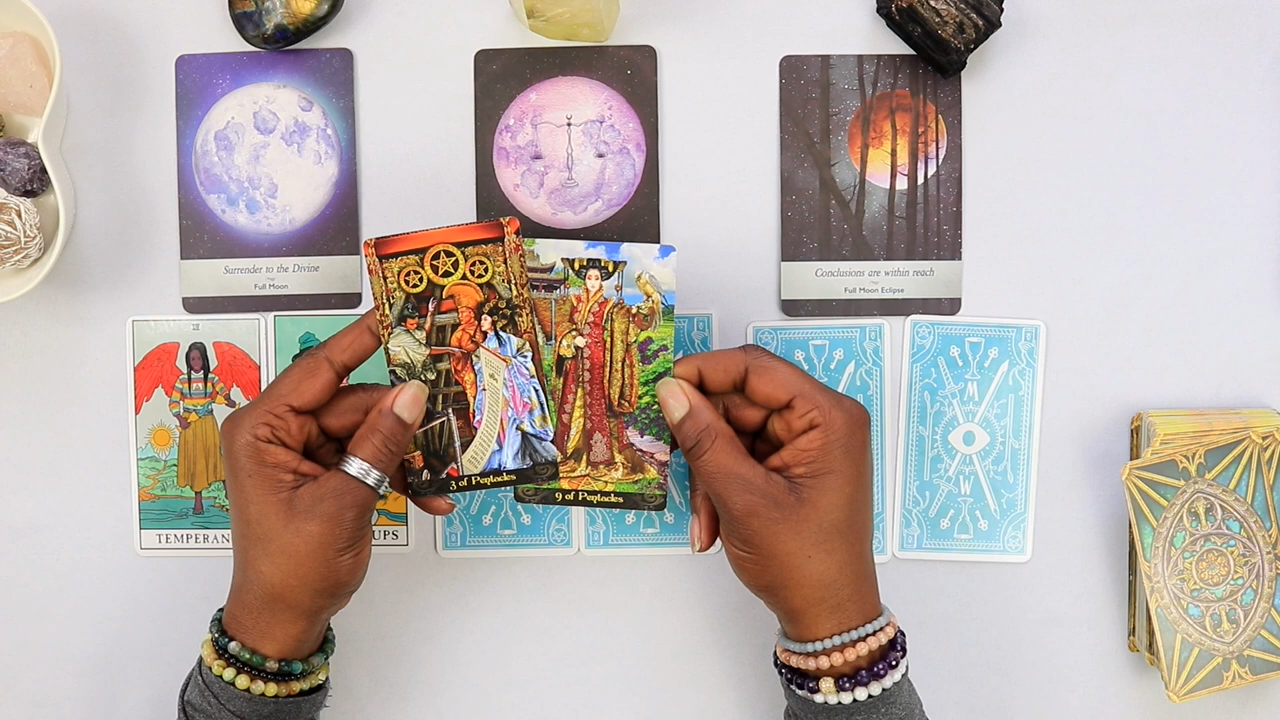 Surrender to the Divine
Full Moon
Conclusions are within reach
Full Moon Eclipse
3 of Pentacles
9 of Pentacles
TEMPERAN
UPS
M
M